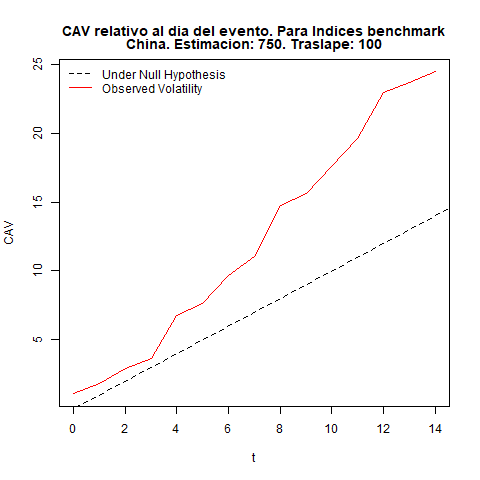 CAV relativo al dia del evento. Para Indices benchmark
China. Estimacion: 750. Traslape: 100
Under Null Hypothesis
Observed Volatility
25
20
15
10
5
CAV
0 2 4 6 8 10 12 14
t